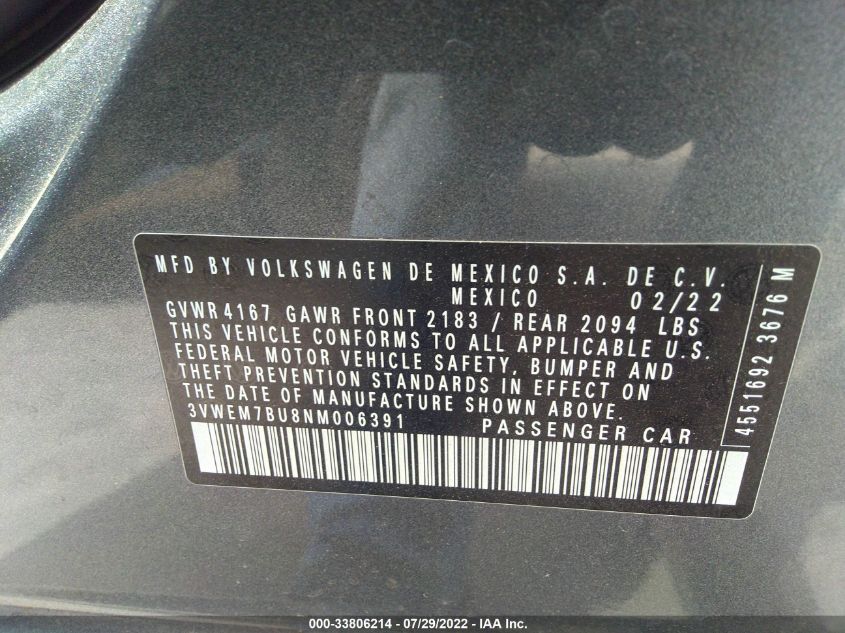 MFD BY VOLKSWAGEN DE MEXICO S.A. DE C.V.
MEXICO 02/22
GVWR 4167 GAWR FRONT 2183 / REAR 2094 LBS
THIS VEHICLE CONFORMS TO ALL APPLICABLE U.S.
FEDERAL MOTOR VEHICLE SAFETY, BUMPER AND
THEFT PREVENTION STANDARDS IN EFFECT ON
THE DATE OF MANUFACTURE SHOWN ABOVE.
3VWEM7BU8NM006391 PASSENGER CAR
4551692 3676 M
000-33806214 - 07/29/2022 - IAA Inc.